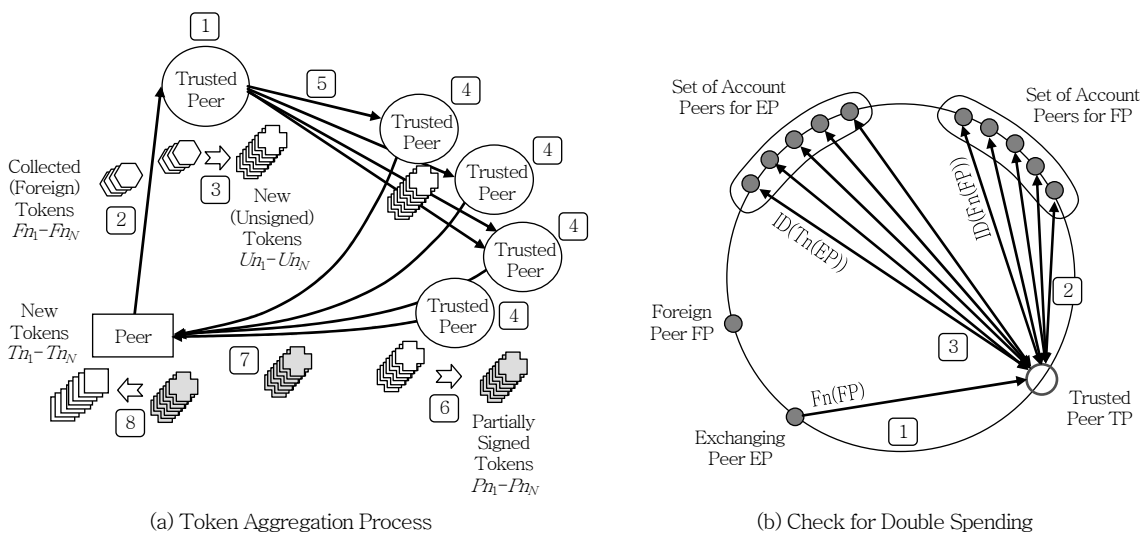 1
Trusted
Peer
5
4
Trusted
Peer
4
Trusted
Peer
4
Trusted
Peer
Trusted
Peer
4
Collected
(Foreign)
Tokens
Fn1-FnN
2
3
New
(Unsigned)
Tokens
Un1-UnN
New
Tokens
Tn1-TnN
Peer
7
8
6
Partially
Signed
Tokens
Pn1-PnN
(a) Token Aggregation Process
Set of Account
Peers for EP
Set of Account
Peers for FP
ID(Tn(EP))
ID(Fn(FP))
2
3
Foreign
Peer FP
Fn(FP)
1
Exchanging
Peer EP
Trusted
Peer TP
(b) Check for Double Spending